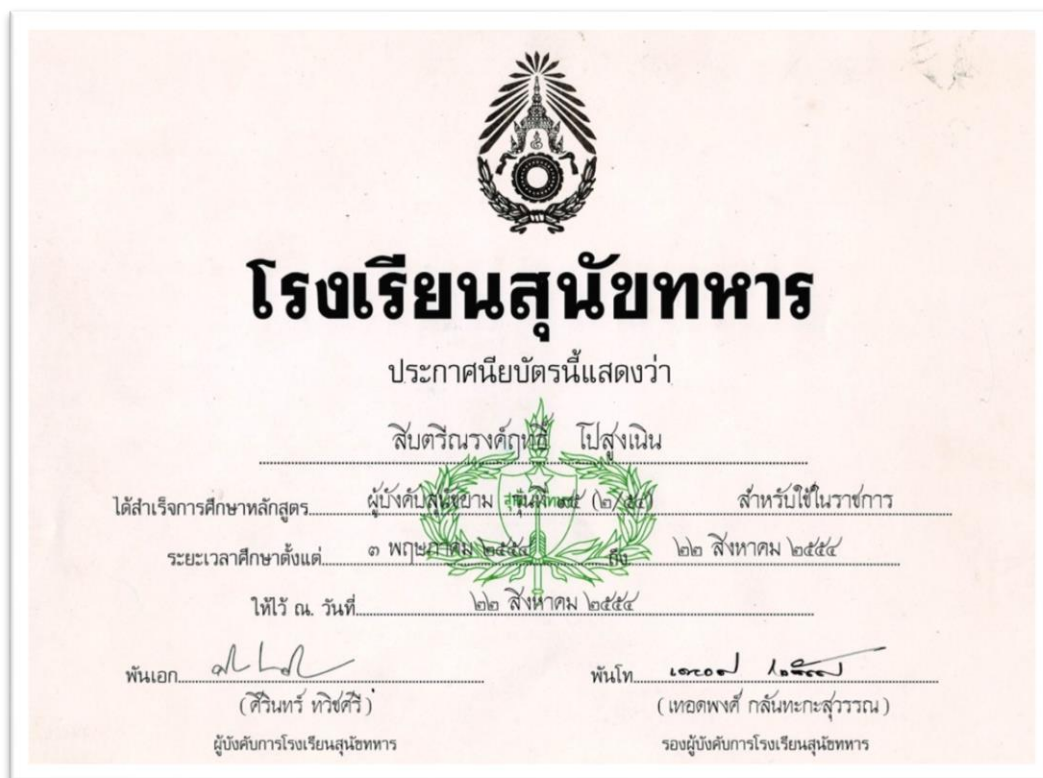 โรงเรียนสุนัขทหาร
ประกาศนียบัตรนี้แสดงว่า
สิบตรีณรงค์ฤทธิ์ โปสูงเนิน
ได้สำเร็จการศึกษาหลักสูตร ผู้บังคับสุนัขยาม รุ่นที่ (๒/๕๔) สำหรับใช้ในราชการ
ระยะเวลาศึกษาตั้งแต่ ๓ พฤษภาคม ๒๕๕๔ ถึง ๒๒ สิงหาคม ๒๕๕๔
ให้ไว้ ณ. วันที่ ๒๒ สิงหาคม ๒๕๕๔
พันเอก พันโท
(ศิรินทร์ ทวิชศรี) (เทอดพงศ์ กลันทะกะสุวรรณ)
ผู้บังคับการโรงเรียนสุนัขทหาร รองผู้บังคับการโรงเรียนสุนัขทหาร